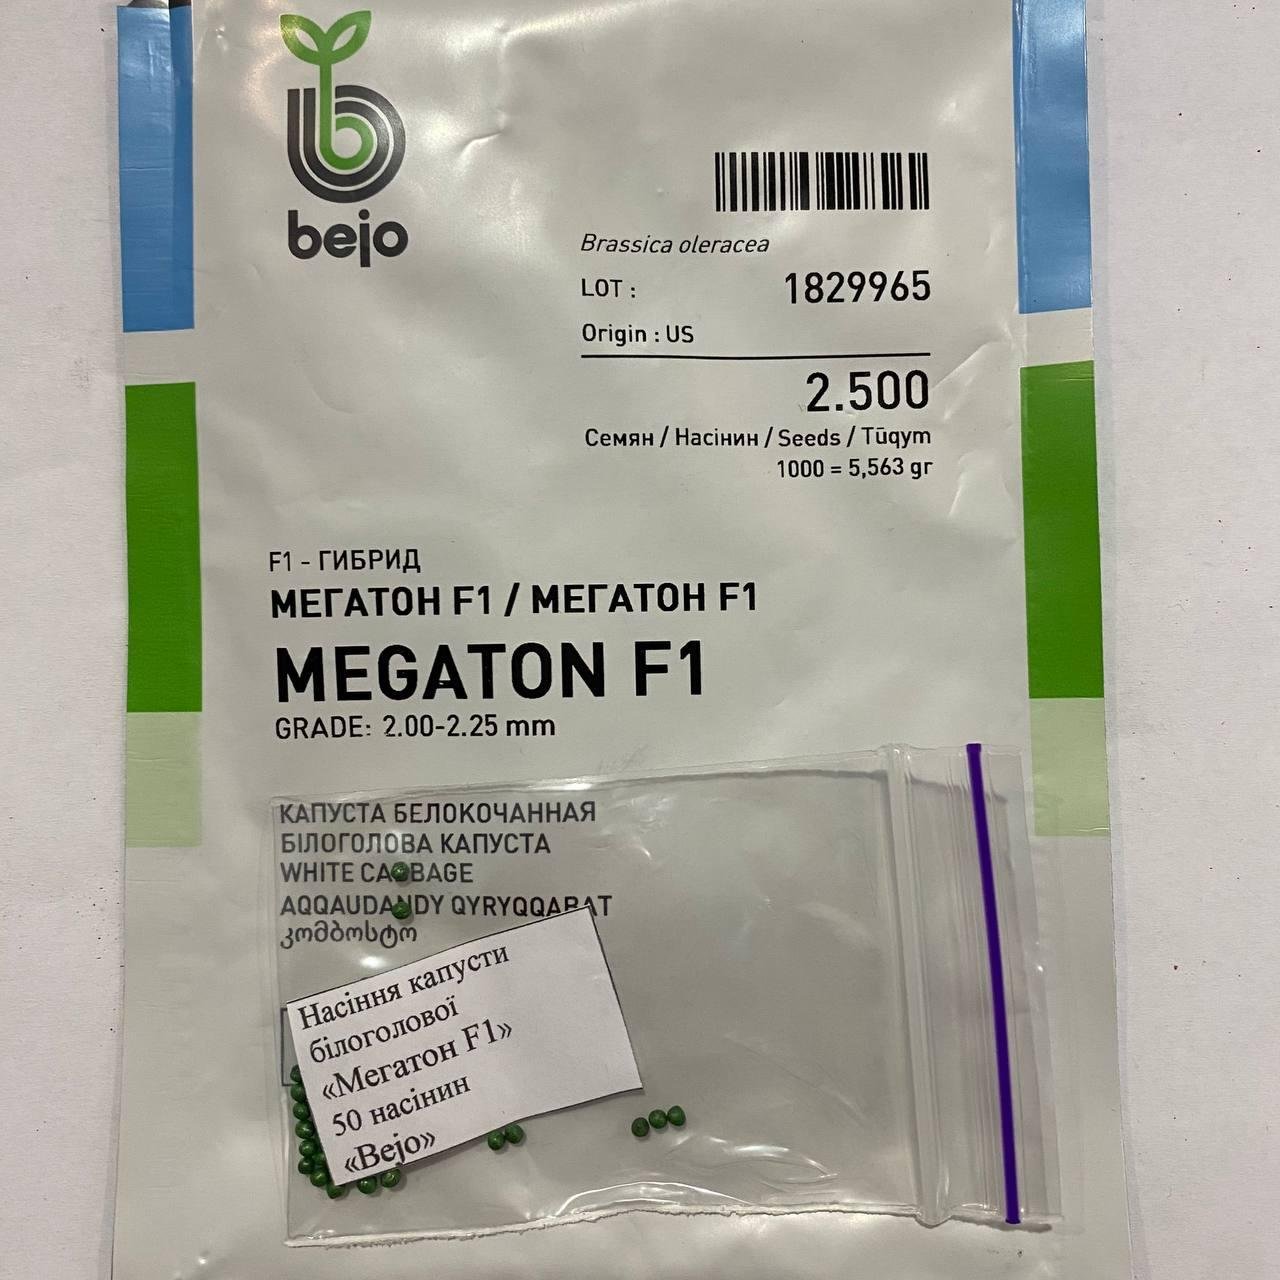 bejo
Brassica oleracea
LOT : 1829965
Origin : US
2.500
Семян / Насінин / Seeds / Tūqym
1000 = 5,563 gr
F1 - ГИБРИД
МЕГАТОН F1 / МЕГАТОН F1
MEGATON F1
GRADE: 2.00-2.25 mm
КАПУСТА БЕЛОКОЧАННАЯ
БІЛОГОЛОВА КАПУСТА
WHITE CABBAGE
AQQAUDANDY QYRYQQABAT
კომბოსტო
Насіння капусти
білоголової
«Мегатон F1»
50 насінин
«Bejo»